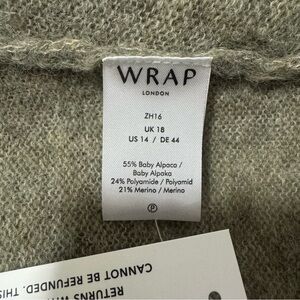 WRAP
LONDON
ZH16
UK 18
US 14 / DE 44
55% Baby Alpaca /
Baby Alpaka
24% Polyamide / Polyamid
21% Merino / Merino
P
RETURNS W
CANNOT BE REFUNDED. THIS